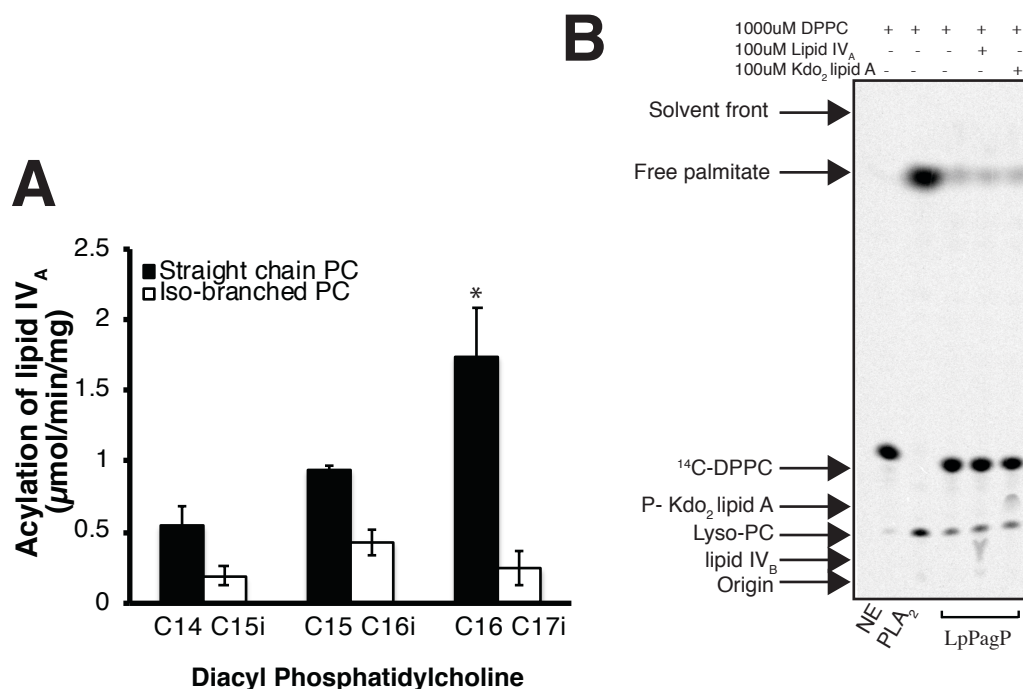 A
Acylation of lipid IVA
(µmol/min/mg)
2.5
2
1.5
1
0.5
0
Straight chain PC
Iso-branched PC
*
C14 C15i C15 C16i C16 C17i
Diacyl Phosphatidylcholine
B
1000uM DPPC + + + + +
100uM Lipid IVA - - - + -
100uM Kdo2 lipid A - - - - +
Solvent front
Free palmitate
14C-DPPC
P- Kdo2 lipid A
Lyso-PC
lipid IVB
Origin
NE
PLA2
LpPagP